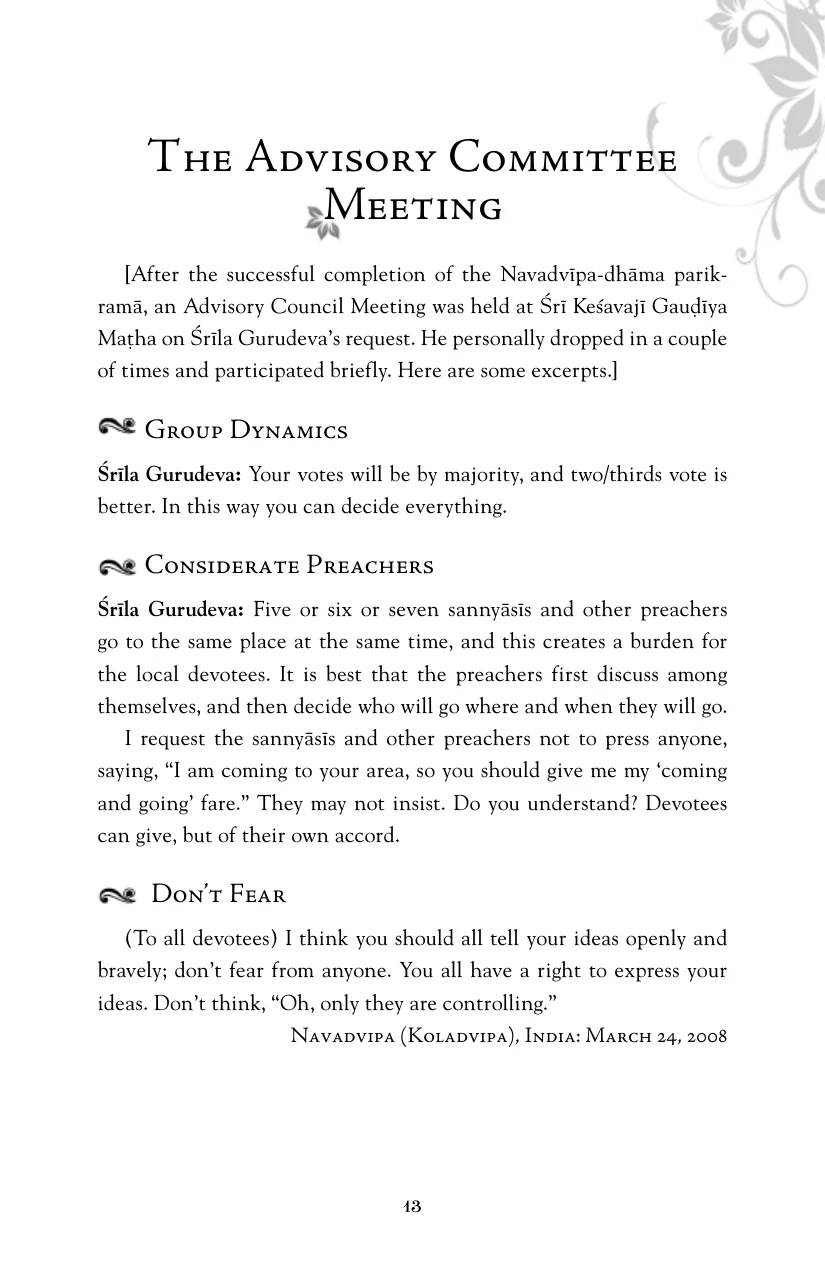 The Advisory Committee
Meeting
[After the successful completion of the Navadvīpa-dhāma parik-
ramā, an Advisory Council Meeting was held at Śrī Keśavajī Gauḍīya
Maṭha on Śrīla Gurudeva’s request. He personally dropped in a couple
of times and participated briefly. Here are some excerpts.]
Group Dynamics
Śrīla Gurudeva: Your votes will be by majority, and two/thirds vote is
better. In this way you can decide everything.
Considerate Preachers
Śrīla Gurudeva: Five or six or seven sannyāsīs and other preachers
go to the same place at the same time, and this creates a burden for
the local devotees. It is best that the preachers first discuss among
themselves, and then decide who will go where and when they will go.
I request the sannyāsīs and other preachers not to press anyone,
saying, “I am coming to your area, so you should give me my ‘coming
and going’ fare.” They may not insist. Do you understand? Devotees
can give, but of their own accord.
Don’t Fear
(To all devotees) I think you should all tell your ideas openly and
bravely; don’t fear from anyone. You all have a right to express your
ideas. Don’t think, “Oh, only they are controlling.”
Navadvipa (Koladvipa), India: March 24, 2008
13